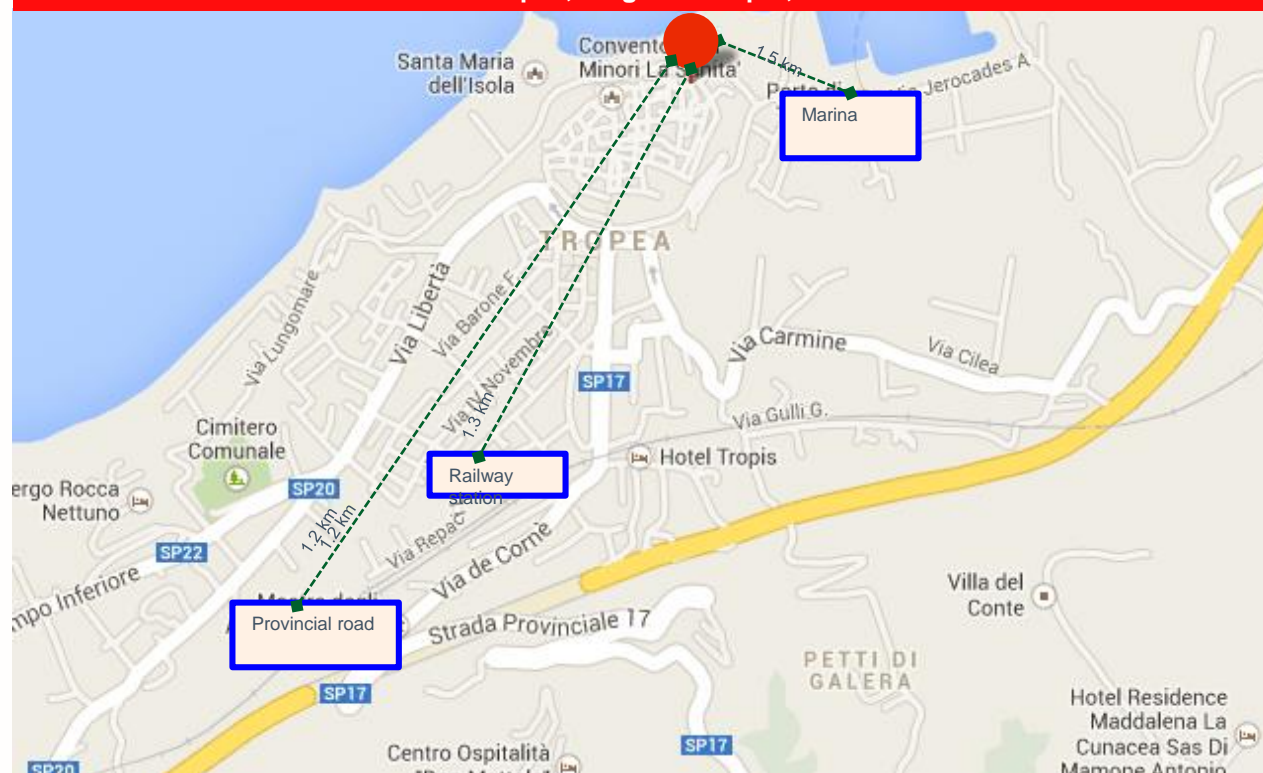 Convento
Minori La Sanita'
Santa Maria
dell'Isola
1.5 km
Jerocades A
Marina
TROPEA
Via Lungomare
Via Libertà
Via Barone F.
Via IV Novembre
1.3 km
SP17
Via Carmine
Via Cilea
Via Gulli G.
Cimitero
Comunale
Hotel Tropis
Railway
station
ergo Rocca
Nettuno
SP20
1.2 km
1.2 km
SP22
Via Repac
Via de Cornè
mpo Inferiore
Villa del
Conte
Provincial road
Strada Provinciale 17
PETTI DI
GALERA
SP17
Hotel Residence
Maddalena La
Cunacea Sas Di
Mamone Antonio
SP17
Centro Ospitalità
SP20